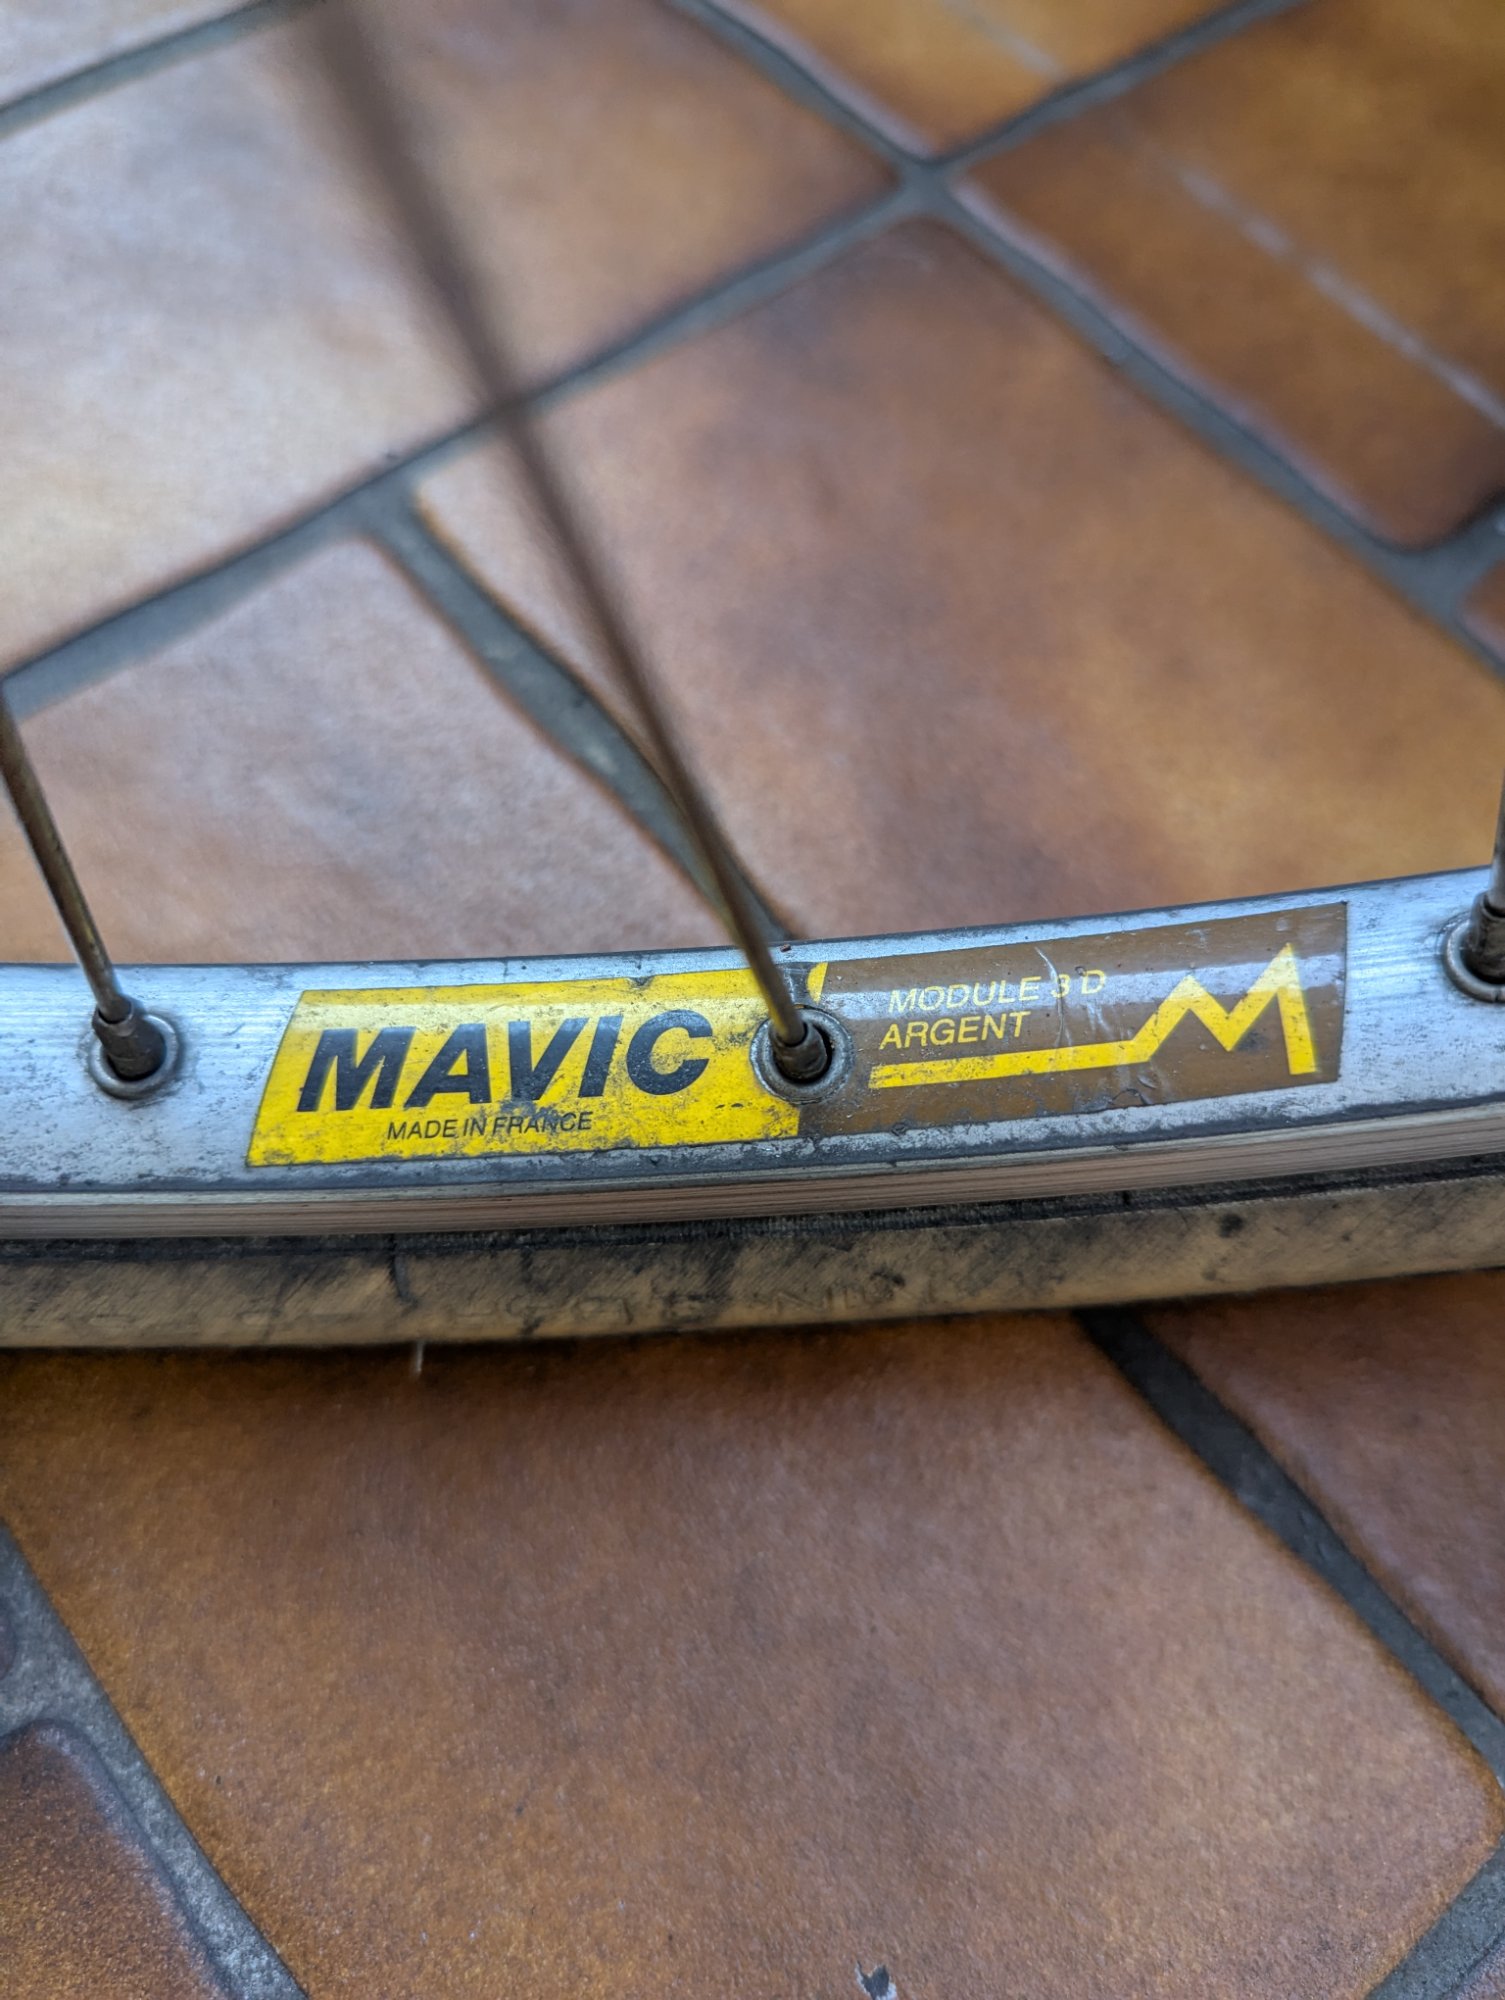 MAVIC
MADE IN FRANCE
MODULE 3 D
ARGENT